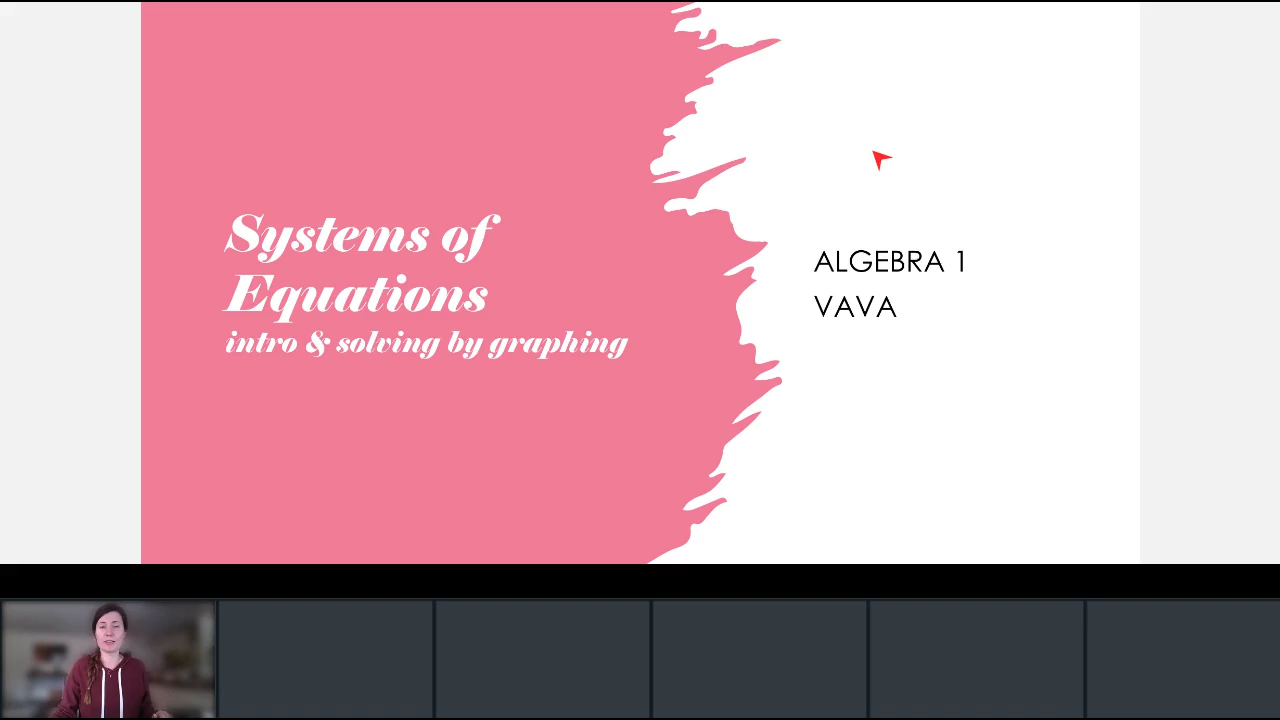 Systems of
Equations
intro & solving by graphing
ALGEBRA 1
VAVA